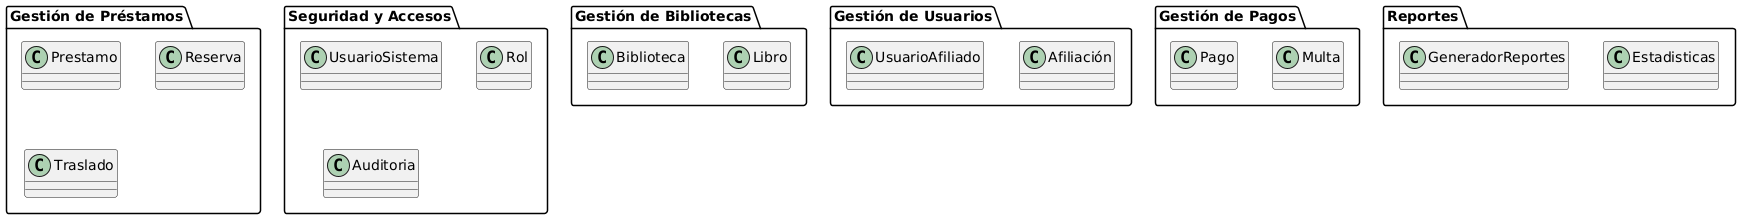 Gestión de Préstamos
C Prestamo
C Reserva
C Traslado
Seguridad y Accesos
C UsuarioSistema
C Rol
C Auditoria
Gestión de Bibliotecas
C Biblioteca
C Libro
Gestión de Usuarios
C UsuarioAfiliado
C Afiliación
Gestión de Pagos
C Pago
C Multa
Reportes
C GeneradorReportes
C Estadisticas